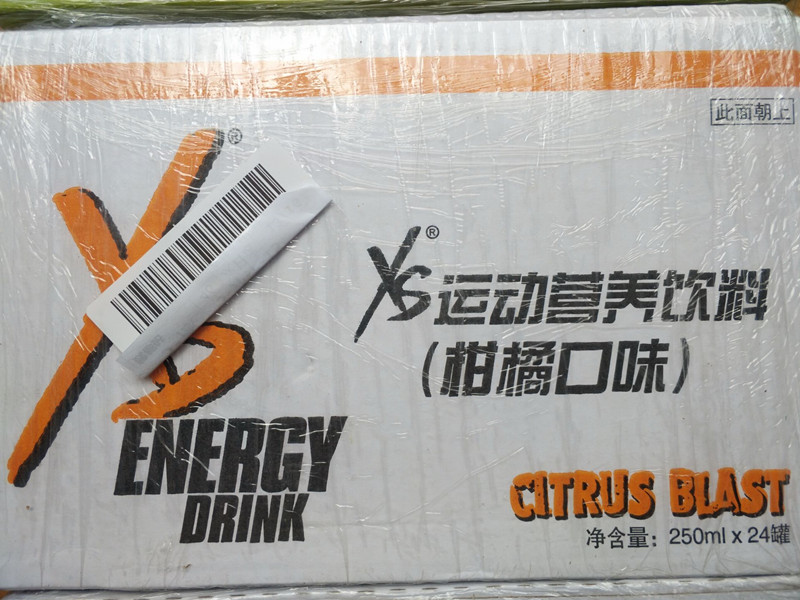 此面朝上
XS®
ENERGY
DRINK
XS®运动营养饮料
(柑橘口味)
CITRUS BLAST
净含量：250ml x 24罐